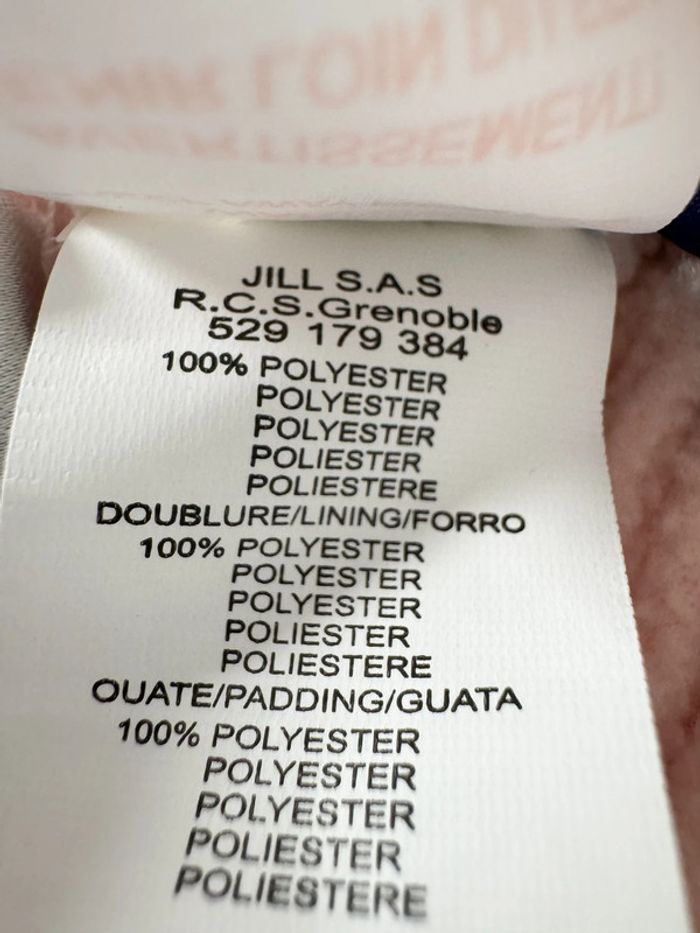 AVERTISSEMENT!
JILL S.A.S
R.C.S.Grenoble
529 179 384
100% POLYESTER
POLYESTER
POLYESTER
POLIESTER
POLIESTERE
DOUBLURE/LINING/FORRO
100% POLYESTER
POLYESTER
POLYESTER
POLIESTER
POLIESTERE
OUATE/PADDING/GUATA
100% POLYESTER
POLYESTER
POLYESTER
POLIESTER
POLIESTERE